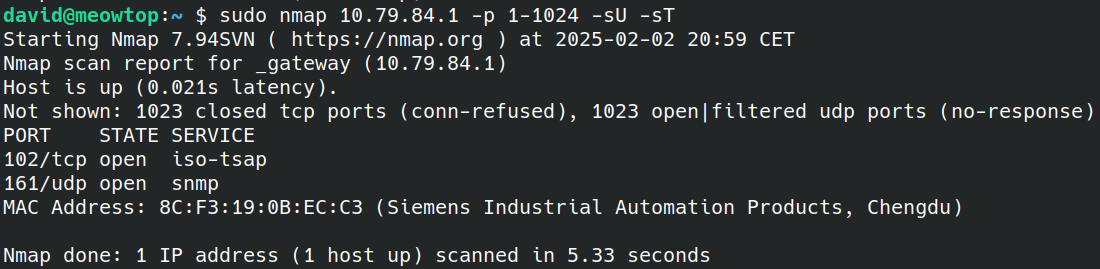 david@meowtop:~ $ sudo nmap 10.79.84.1 -p 1-1024 -sU -sT
Starting Nmap 7.94SVN ( https://nmap.org ) at 2025-02-02 20:59 CET
Nmap scan report for _gateway (10.79.84.1)
Host is up (0.021s latency).
Not shown: 1023 closed tcp ports (conn-refused), 1023 open|filtered udp ports (no-response)
PORT    STATE SERVICE
102/tcp open  iso-tsap
161/udp open  snmp
MAC Address: 8C:F3:19:0B:EC:C3 (Siemens Industrial Automation Products, Chengdu)

Nmap done: 1 IP address (1 host up) scanned in 5.33 seconds